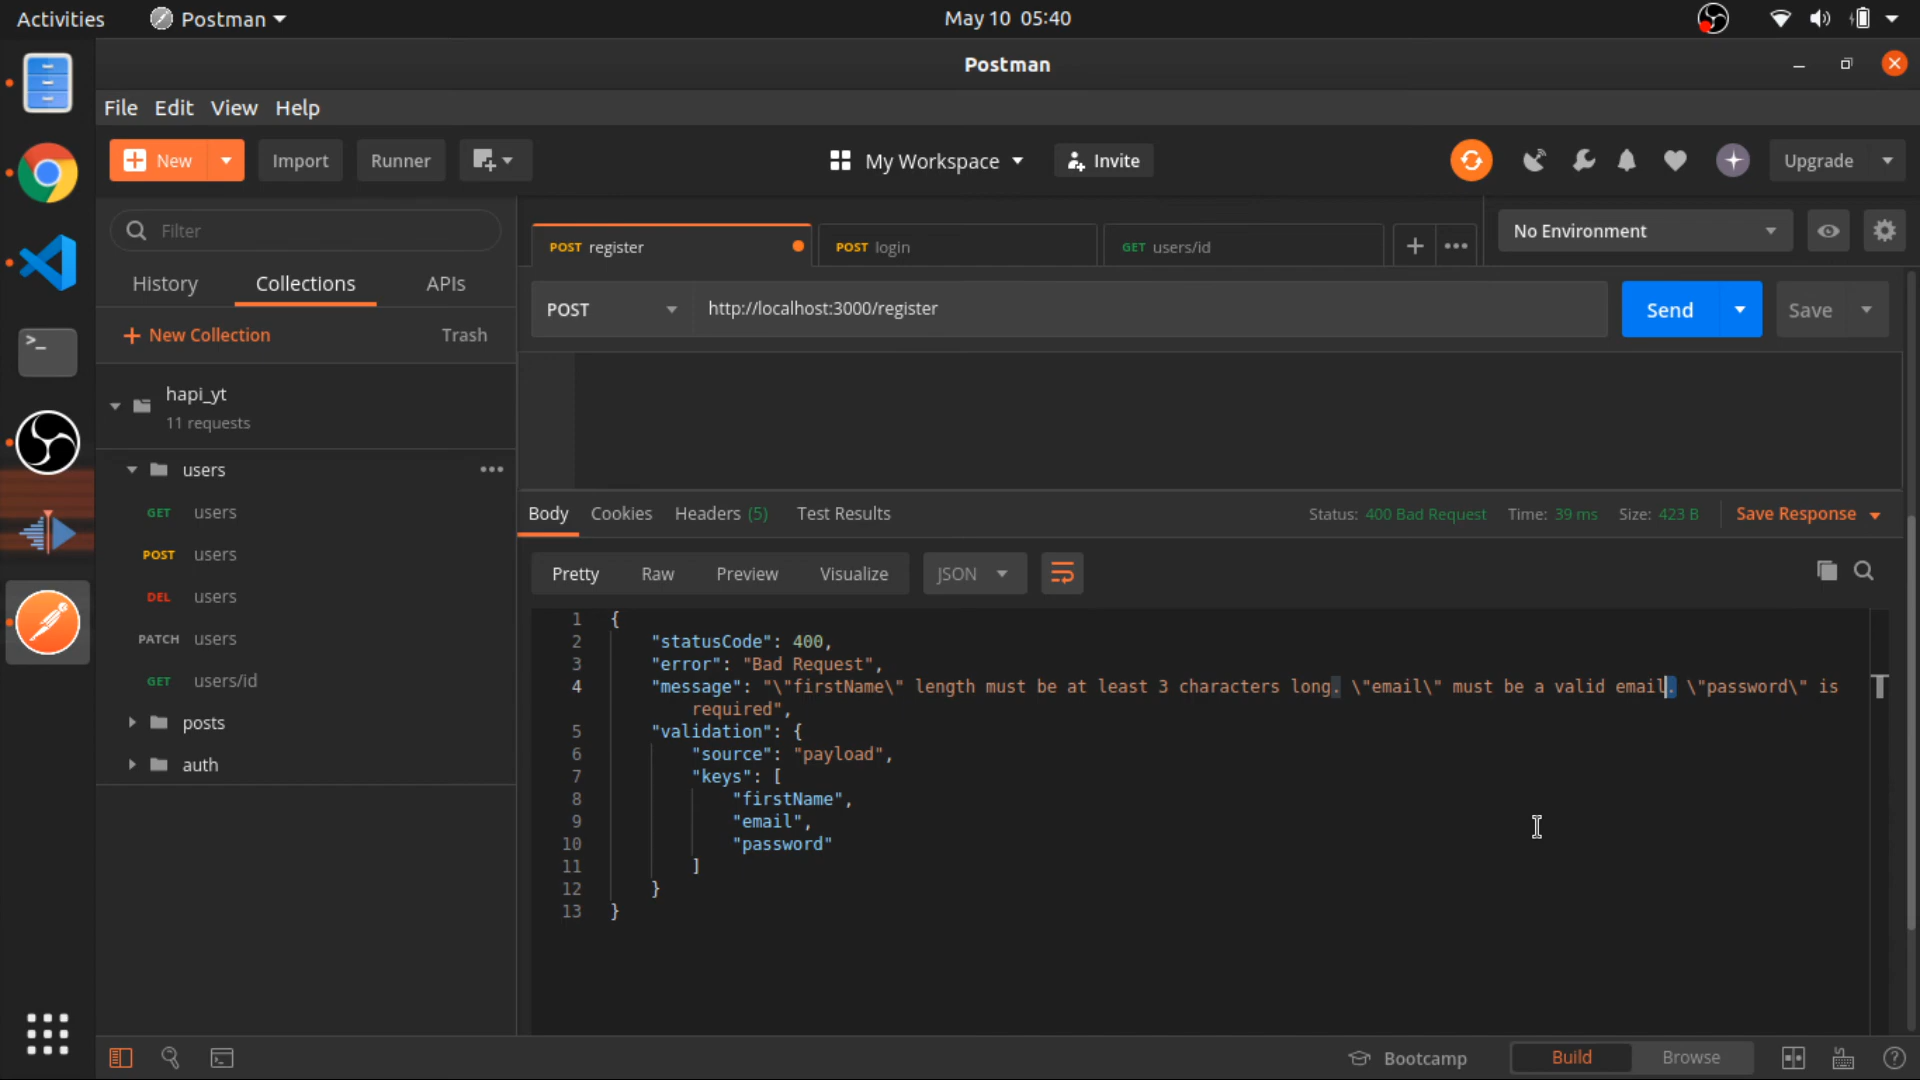 Activities
Postman
May 10 05:40
Postman
File Edit View Help
New
Import
Runner
My Workspace
Invite
Upgrade
Filter
History
Collections
APIs
New Collection
Trash
hapi_yt
11 requests
users
GET users
POST users
DEL users
PATCH users
GET users/id
posts
auth
POST register
POST login
GET users/id
No Environment
POST
http://localhost:3000/register
Send
Save
Body
Cookies
Headers (5)
Test Results
Status: 400 Bad Request
Time: 39 ms
Size: 423 B
Save Response
Pretty
Raw
Preview
Visualize
JSON
1 {
2 "statusCode": 400,
3 "error": "Bad Request",
4 "message": "\"firstName\" length must be at least 3 characters long. \"email\" must be a valid email. \"password\" is
required",
5 "validation": {
6 "source": "payload",
7 "keys": [
8 "firstName",
9 "email",
10 "password"
11 ]
12 }
13 }
Bootcamp
Build
Browse